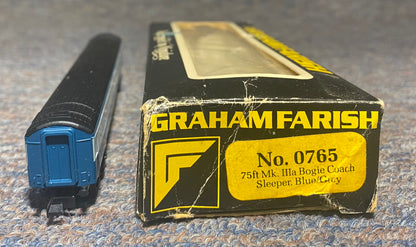 GRAHAM FARISH
No. 0765
75ft Mk. IIIa Bogie Coach
Sleeper. Blue/Grey